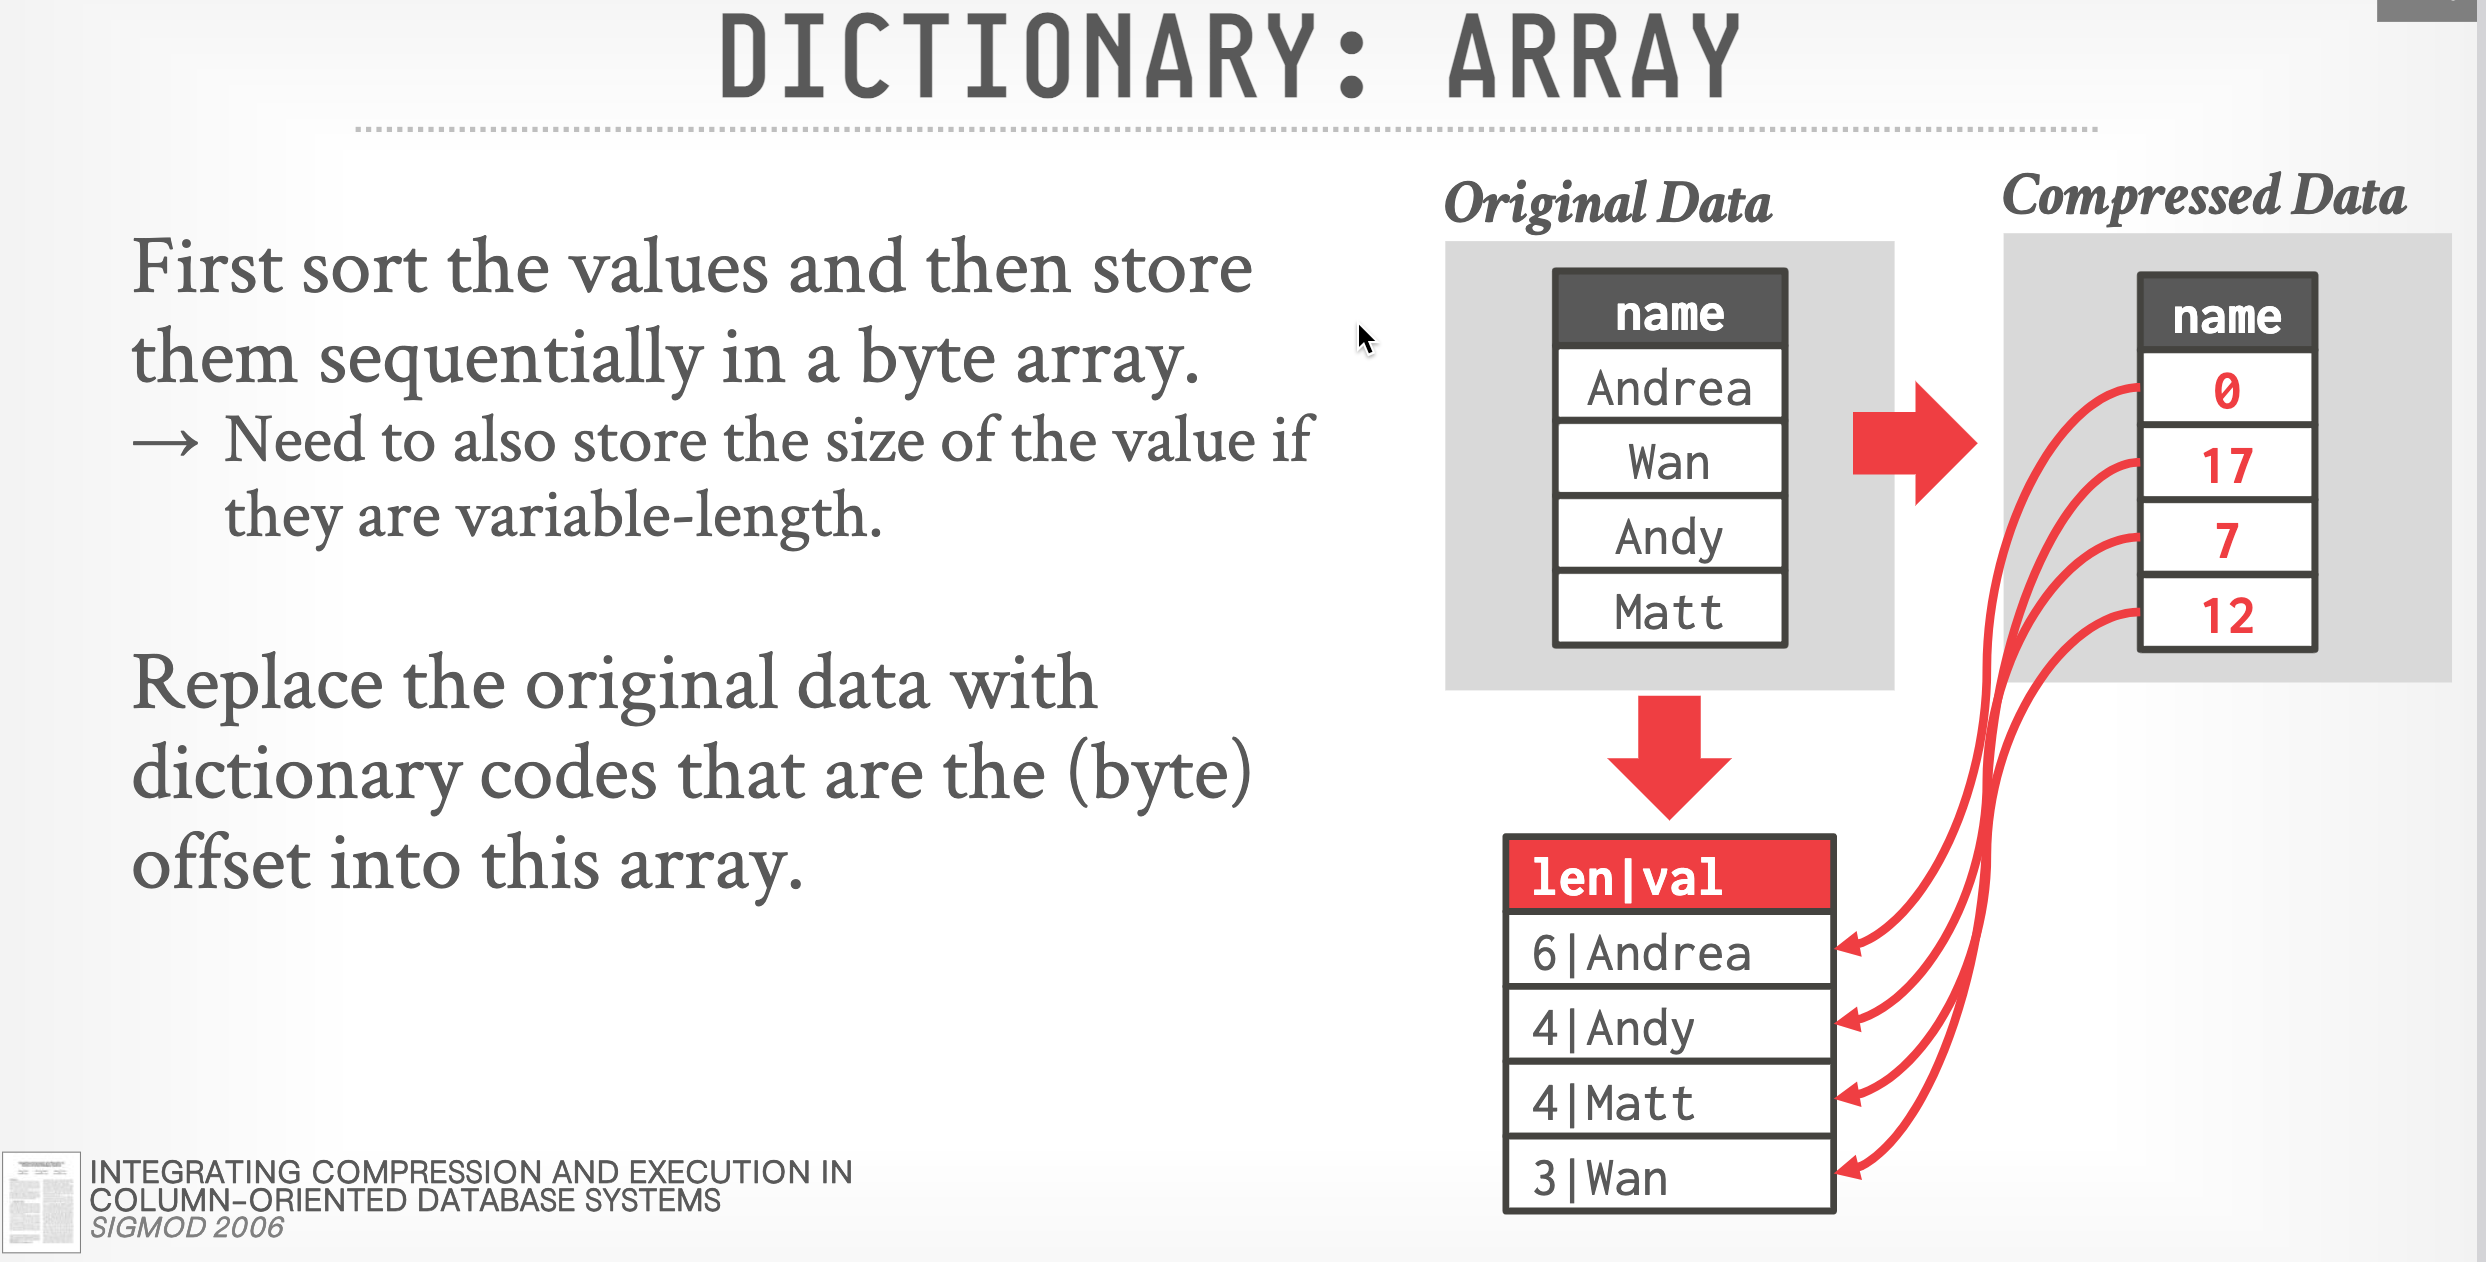 DICTIONARY: ARRAY
First sort the values and then store
them sequentially in a byte array.
→ Need to also store the size of the value if
they are variable-length.
Replace the original data with
dictionary codes that are the (byte)
offset into this array.
Original Data
name
Andrea
Wan
Andy
Matt
Compressed Data
name
0
17
7
12
len|val
6|Andrea
4|Andy
4|Matt
3|Wan
INTEGRATING COMPRESSION AND EXECUTION IN
COLUMN-ORIENTED DATABASE SYSTEMS
SIGMOD 2006